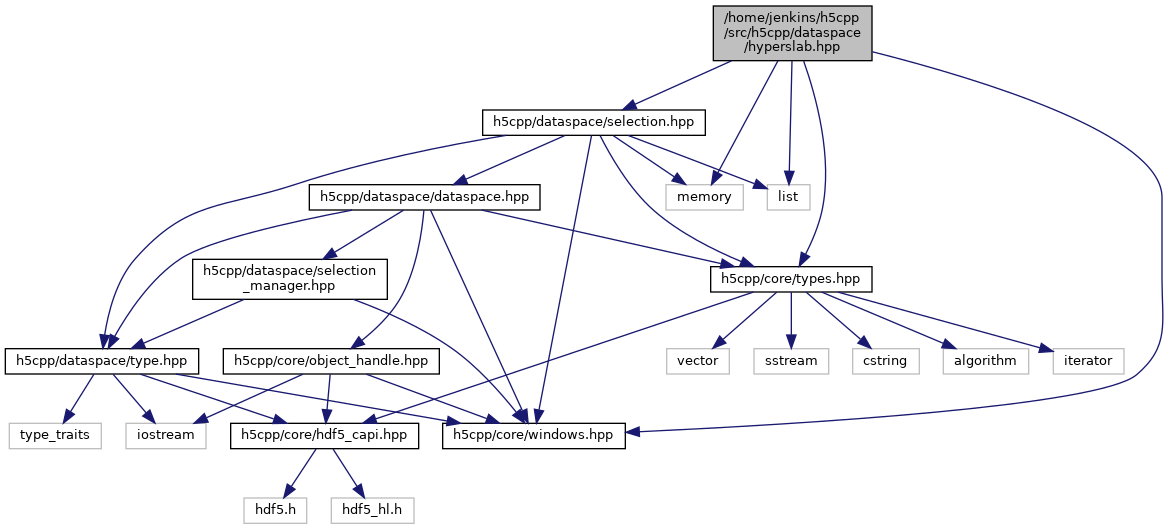 /home/jenkins/h5cpp
/src/h5cpp/dataspace
/hyperslab.hpp
h5cpp/dataspace/selection.hpp
h5cpp/dataspace/dataspace.hpp
memory
list
h5cpp/dataspace/selection
_manager.hpp
h5cpp/core/types.hpp
h5cpp/dataspace/type.hpp
h5cpp/core/object_handle.hpp
vector
sstream
cstring
algorithm
iterator
type_traits
iostream
h5cpp/core/hdf5_capi.hpp
h5cpp/core/windows.hpp
hdf5.h
hdf5_hl.h